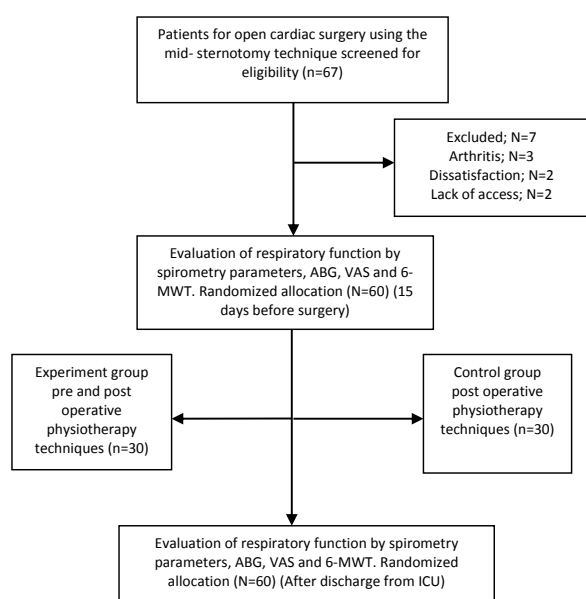 Patients for open cardiac surgery using the
mid- sternotomy technique screened for
eligibility (n=67)
Excluded; N=7
Arthritis; N=3
Dissatisfaction; N=2
Lack of access; N=2
Evaluation of respiratory function by
spirometry parameters, ABG, VAS and 6-
MWT. Randomized allocation (N=60) (15
days before surgery)
Experiment group
pre and post
operative
physiotherapy
techniques (n=30)
Control group
post operative
physiotherapy
techniques (n=30)
Evaluation of respiratory function by spirometry
parameters, ABG, VAS and 6-MWT. Randomized
allocation (N=60) (After discharge from ICU)